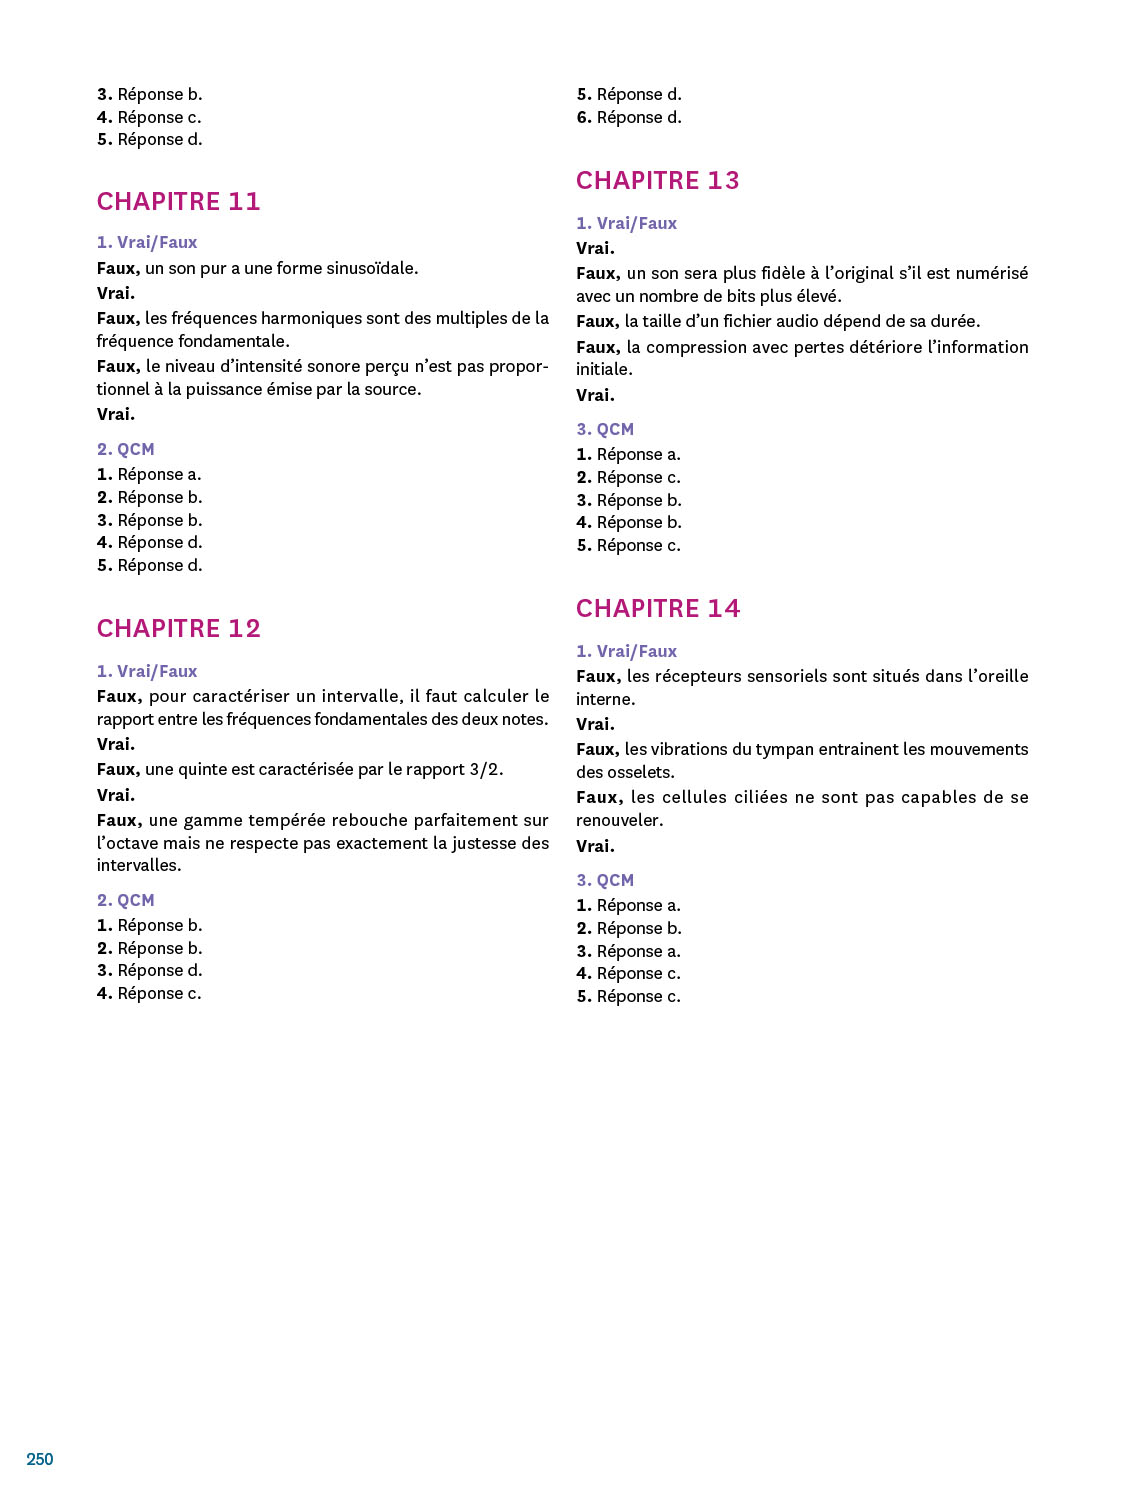 3. Réponse b.
4. Réponse c.
5. Réponse d.
CHAPITRE 11
1. Vrai/Faux
Faux, un son pur a une forme sinusoïdale.
Vrai.
Faux, les fréquences harmoniques sont des multiples de la
fréquence fondamentale.
Faux, le niveau d’intensité sonore perçu n’est pas propor-
tionnel à la puissance émise par la source.
Vrai.
2. QCM
1. Réponse a.
2. Réponse b.
3. Réponse b.
4. Réponse d.
5. Réponse d.
CHAPITRE 12
1. Vrai/Faux
Faux, pour caractériser un intervalle, il faut calculer le
rapport entre les fréquences fondamentales des deux notes.
Vrai.
Faux, une quinte est caractérisée par le rapport 3/2.
Vrai.
Faux, une gamme tempérée rebouche parfaitement sur
l’octave mais ne respecte pas exactement la justesse des
intervalles.
2. QCM
1. Réponse b.
2. Réponse b.
3. Réponse d.
4. Réponse c.
5. Réponse d.
6. Réponse d.
CHAPITRE 13
1. Vrai/Faux
Vrai.
Faux, un son sera plus fidèle à l’original s’il est numérisé
avec un nombre de bits plus élevé.
Faux, la taille d’un fichier audio dépend de sa durée.
Faux, la compression avec pertes détériore l’information
initiale.
Vrai.
3. QCM
1. Réponse a.
2. Réponse c.
3. Réponse b.
4. Réponse b.
5. Réponse c.
CHAPITRE 14
1. Vrai/Faux
Faux, les récepteurs sensoriels sont situés dans l’oreille
interne.
Vrai.
Faux, les vibrations du tympan entrainent les mouvements
des osselets.
Faux, les cellules ciliées ne sont pas capables de se
renouveler.
Vrai.
3. QCM
1. Réponse a.
2. Réponse b.
3. Réponse a.
4. Réponse c.
5. Réponse c.
250